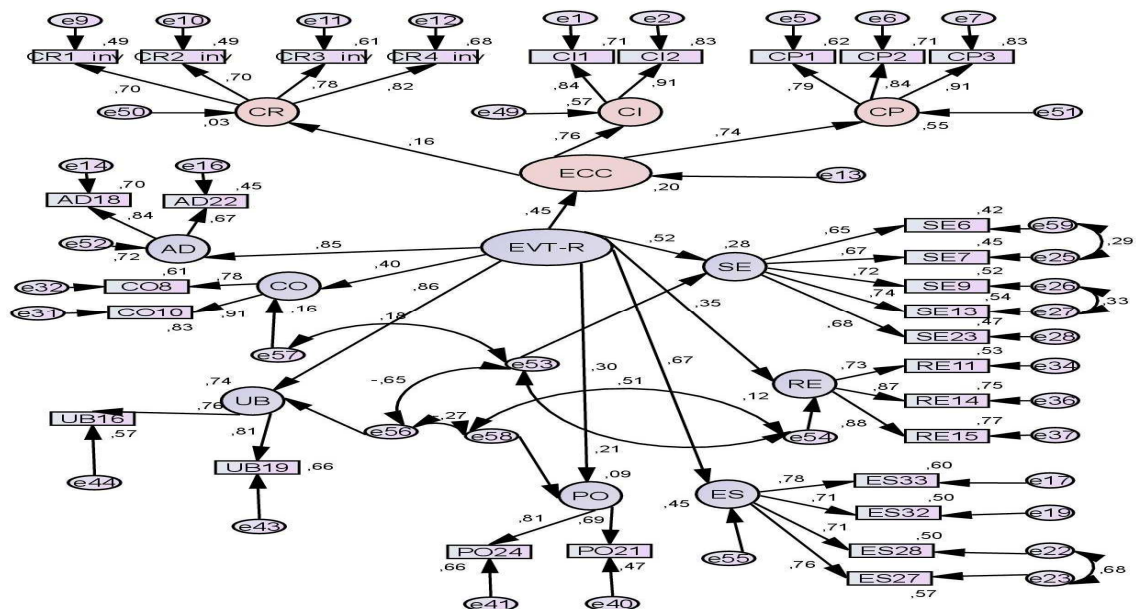 e9 e10 e11 e12 e1 e2 e5 e6 e7
,49 ,49 ,61 ,68 ,71 ,83 ,62 ,71 ,83
CR1_inv CR2_inv CR3_inv CR4_inv CI1 CI2 CP1 CP2 CP3
,70 ,70 ,78 ,82 ,84 ,91 ,79 ,84 ,91
e50 CR e49 ,57 CI CP e51
,03 ,76 ,74 ,55
,16
e14 e16 ECC e13
,70 ,45 ,20
AD18 AD22 ,42
,84 ,67 ,45 SE6 e59
e52 AD ,85 EVT-R ,52 ,28 ,65 ,45 ,29
,72 SE ,67 SE7 e25
,61 ,78 ,40 ,72 ,52
e32 CO8 CO ,86 SE9 e26
,74 ,54 ,33
e31 CO10 ,91 ,16 ,35 SE13 e27
,83 ,68 ,47
,18 SE23 e28
e57 e53 ,30 ,67 ,53
,73 RE11 e34
,74 -,65 ,51 RE ,87 ,75
UB ,12 RE14 e36
UB16 ,76 e56 -,27 e58 e54 ,88 ,77
,57 ,81 RE15 e37
,21
UB19 ,66 ,09 ,60
e44 PO ,45 ES ,78 ES33 e17
,71 ,50
e43 ,81 ,69 ES32 e19
,71 ,50
PO24 PO21 e55 ES28 e22
,66 ,47 ,76 ,68
ES27 e23
e41 e40 ,57